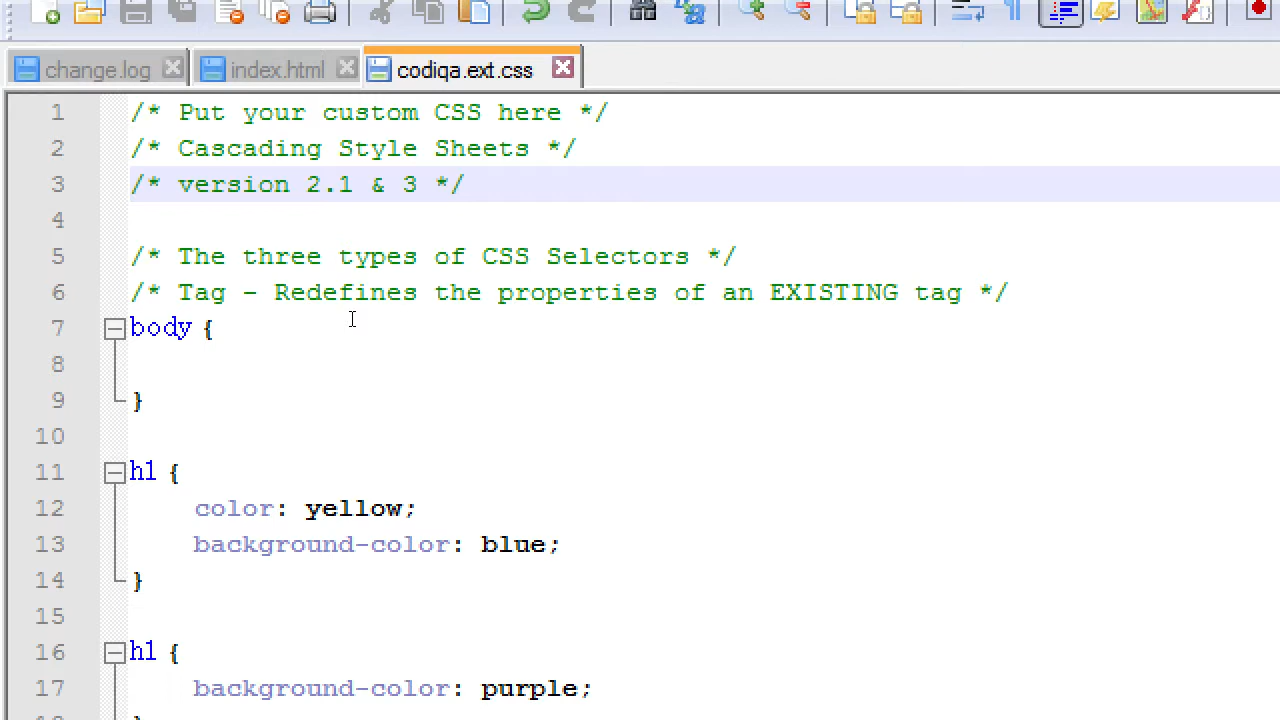 change.log index.html codiqa.ext.css
1 /* Put your custom CSS here */
2 /* Cascading Style Sheets */
3 /* version 2.1 & 3 */
4
5 /* The three types of CSS Selectors */
6 /* Tag - Redefines the properties of an EXISTING tag */
7 body {
8
9 }
10
11 h1 {
12 color: yellow;
13 background-color: blue;
14 }
15
16 h1 {
17 background-color: purple;